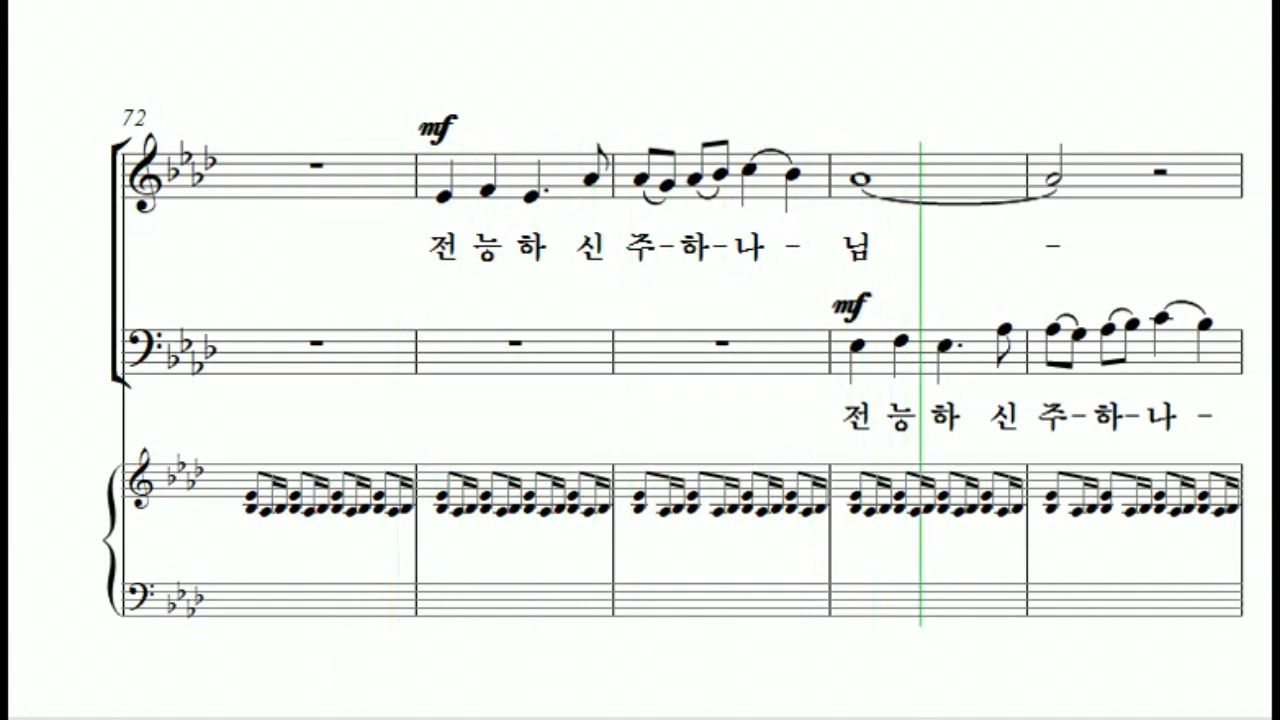 72
mf
전 능 하 신 주-하-나 - 님 -
mf
전 능 하 신 주-하-나 -